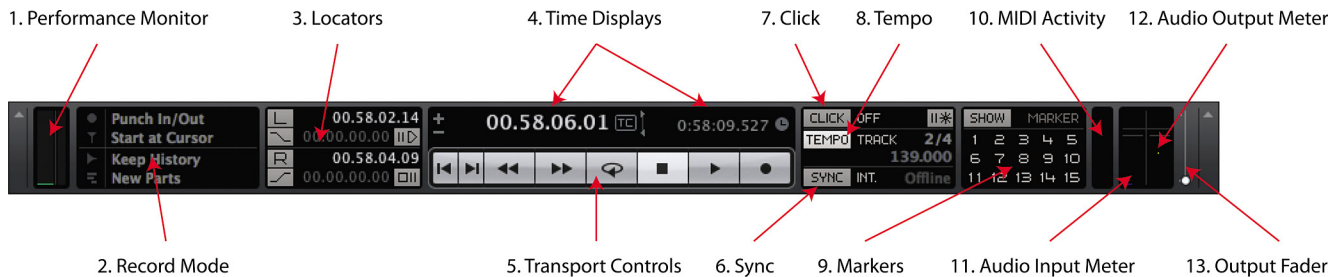 1. Performance Monitor 3. Locators 4. Time Displays 7. Click 8. Tempo 10. MIDI Activity 12. Audio Output Meter
Punch In/Out
Start at Cursor
Keep History
New Parts
L 00.58.02.14
00.00.00.00
R 00.58.04.09
00.00.00.00
00.58.06.01 TC 0:58:09.527
CLICK OFF
TEMPO TRACK 2/4
139.000
SYNC INT. Offline
SHOW MARKER
1 2 3 4 5
6 7 8 9 10
11 12 13 14 15
2. Record Mode 5. Transport Controls 6. Sync 9. Markers 11. Audio Input Meter 13. Output Fader